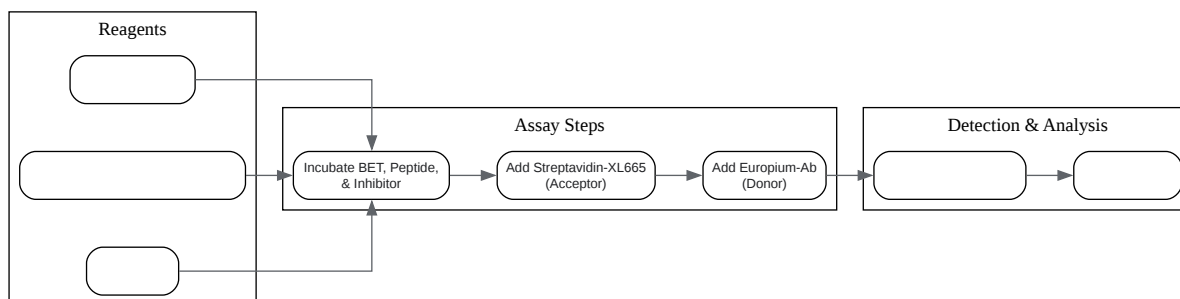 Reagents
Assay Steps
Detection & Analysis
Incubate BET, Peptide,
& Inhibitor
Add Streptavidin-XL665
(Acceptor)
Add Europium-Ab
(Donor)